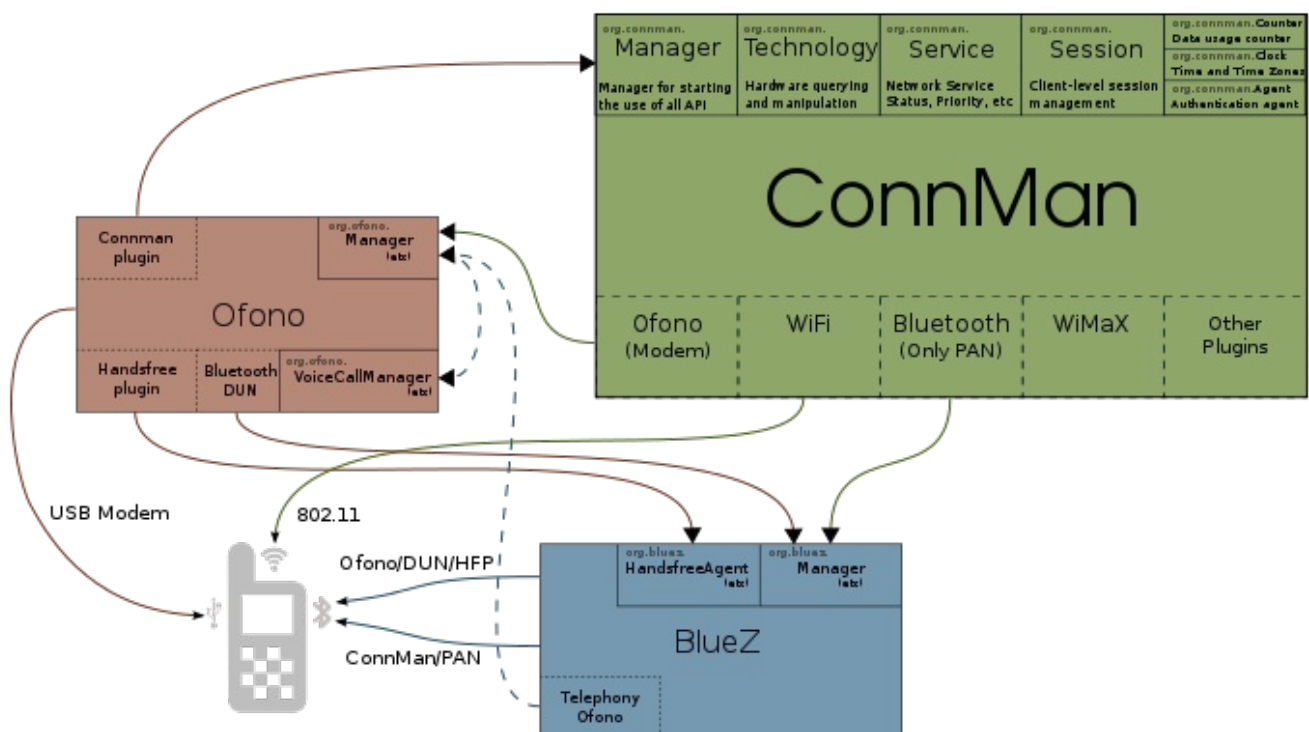 org.connman.
Manager
Manager for starting
the use of all API
org.connman.
Technology
Hardware querying
and manipulation
org.connman.
Service
Network Service
Status, Priority, etc
org.connman.
Session
Client-level session
management
org.connman.Counter
Data usage counter
org.connman.Clock
Time and Time Zones
org.connman.Agent
Authentication agent
ConnMan
Ofono
(Modem)
WiFi
Bluetooth
(Only PAN)
WiMaX
Other
Plugins
Connman
plugin
org.ofono.
Manager
(etc)
Ofono
Handsfree
plugin
Bluetooth
DUN
org.ofono.
VoiceCallManager
(etc)
USB Modem
802.11
Ofono/DUN/HFP
ConnMan/PAN
org.bluez.
HandsfreeAgent
(etc)
org.bluez.
Manager
(etc)
BlueZ
Telephony
Ofono